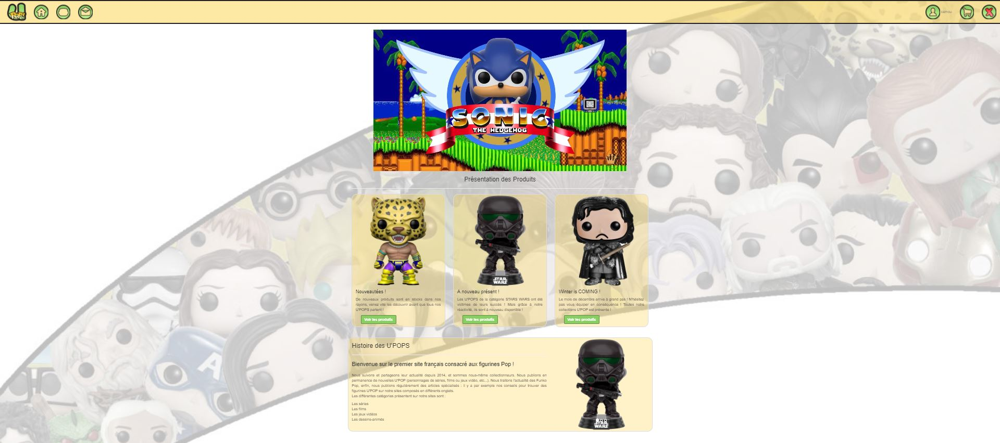 POP!
camou
SONIC
THE HEDGEHOG
Présentation des Produits
STAR
WARS
Nouveautées !
De nouveaux produits sont en stocks dans nos
rayons, venez vite les découvrir avant que tous nos
U'POPS partent !
Voir les produits
A nouveau présent !
Les U'POPS de la catégorie STARS WARS ont été
victimes de leurs succès ! Mais grâce à notre
réactivité, ils sont à nouveau disponible !
Voir les produits
Winter is COMING !
Le mois de décembre arrive à grand pas ! N'hésitez
pas vous équiper en conséquence ! Toutes notre
collections U'POP est présente !
Voir les produits
Histoire des U'POPS
Bienvenue sur le premier site français consacré aux figurines Pop !
Nous suivons et partageons leur actualité depuis 2014, et sommes nous-même collectionneurs. Nous publions en
permanence de nouvelles U'POP (personnages de séries, films ou jeux vidéo, etc...). Nous traitons l'actualité des Funko
Pop, enfin, nous publions régulièrement des articles spécialisés : il y a par exemple nos conseils pour trouver des
figurines U'POP sur notre sites composés en différents onglets.
Les différentes catégories présentent sur notre sites sont :
Les séries
Les films
Les jeux vidéos
Les dessins-animés
STAR
WARS
A